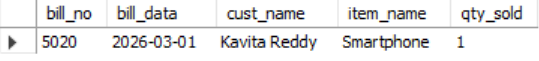 bill_no bill_data cust_name item_name qty_sold
5020 2026-03-01 Kavita Reddy Smartphone 1